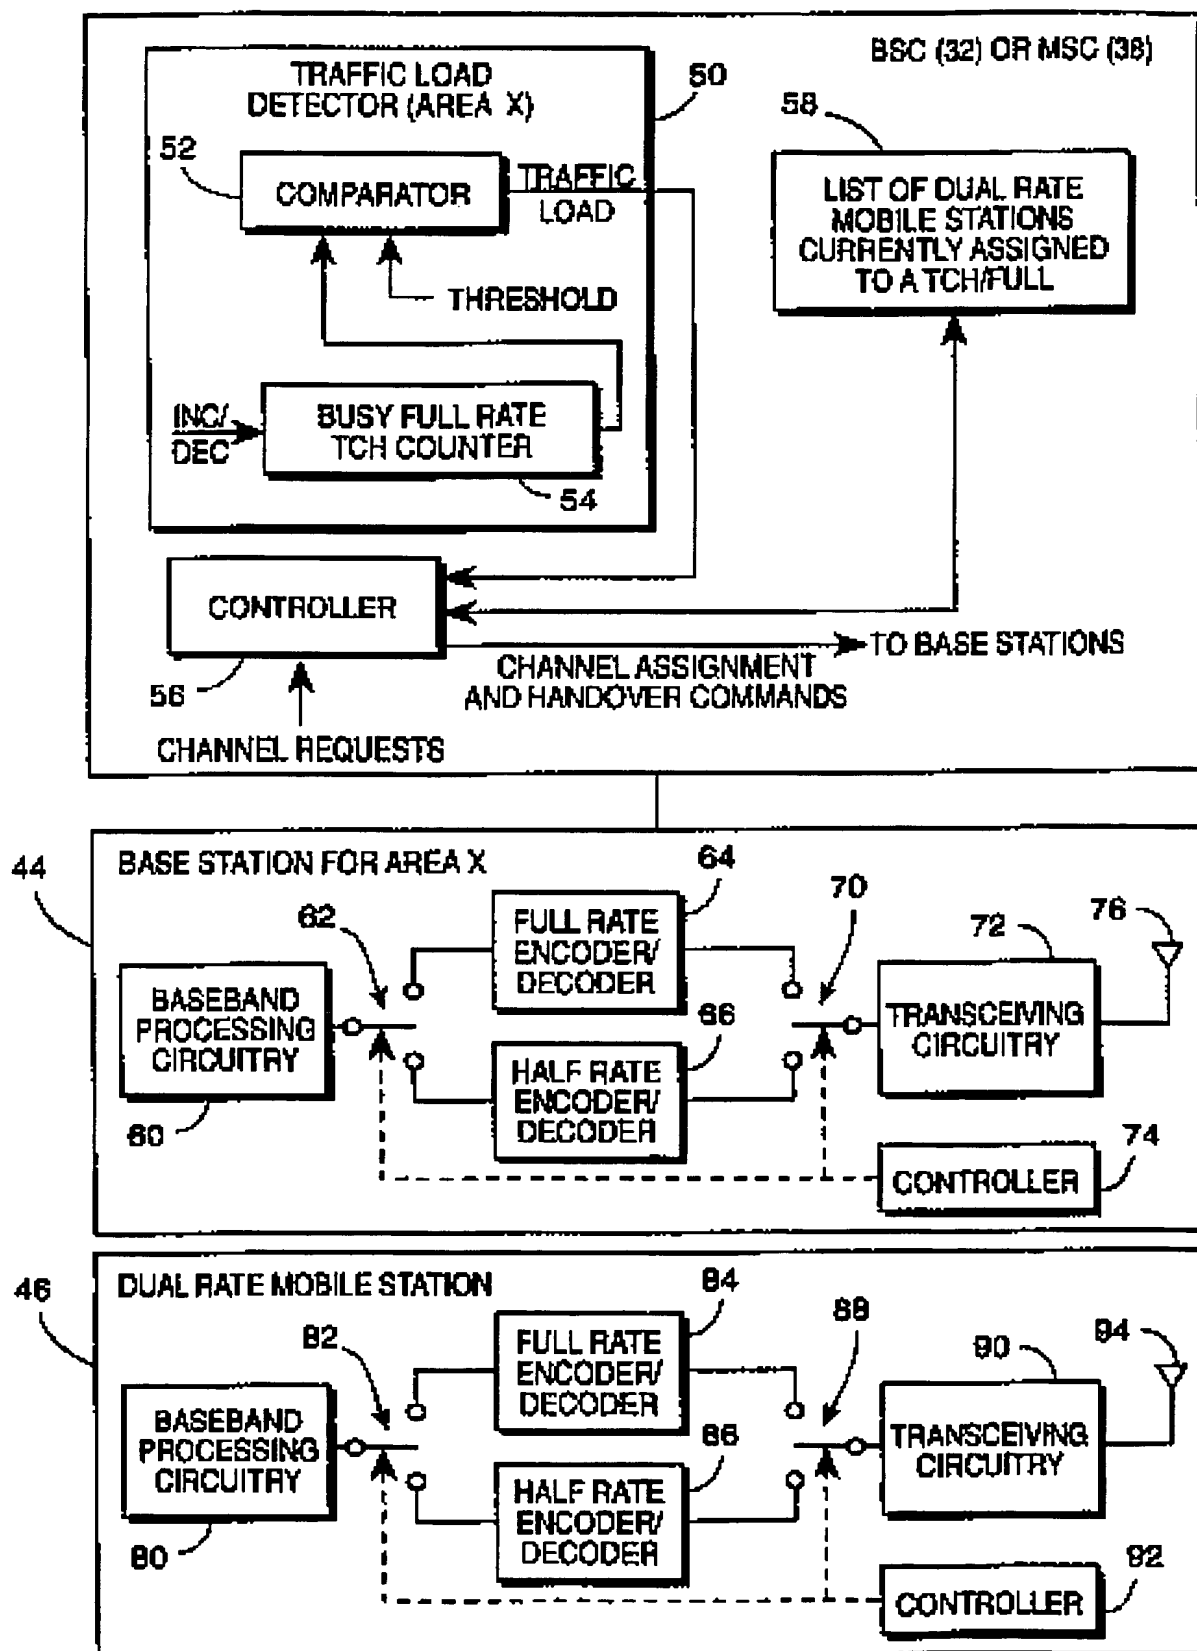 BSC (32) OR MSC (36)
TRAFFIC LOAD
DETECTOR (AREA X)
50
58
52
COMPARATOR
TRAFFIC
LOAD
LIST OF DUAL RATE
MOBILE STATIONS
CURRENTLY ASSIGNED
TO A TCH/FULL
THRESHOLD
INC/
DEC
BUSY FULL RATE
TCH COUNTER
54
CONTROLLER
TO BASE STATIONS
56
CHANNEL ASSIGNMENT
AND HANDOVER COMMANDS
CHANNEL REQUESTS
44
BASE STATION FOR AREA X
64
70
62
72
76
FULL RATE
ENCODER/
DECODER
BASEBAND
PROCESSING
CIRCUITRY
66
TRANSCEIVING
CIRCUITRY
HALF RATE
ENCODER/
DECODER
60
74
CONTROLLER
46
DUAL RATE MOBILE STATION
84
88
82
90
94
FULL RATE
ENCODER/
DECODER
BASEBAND
PROCESSING
CIRCUITRY
86
TRANSCEIVING
CIRCUITRY
HALF RATE
ENCODER/
DECODER
80
92
CONTROLLER